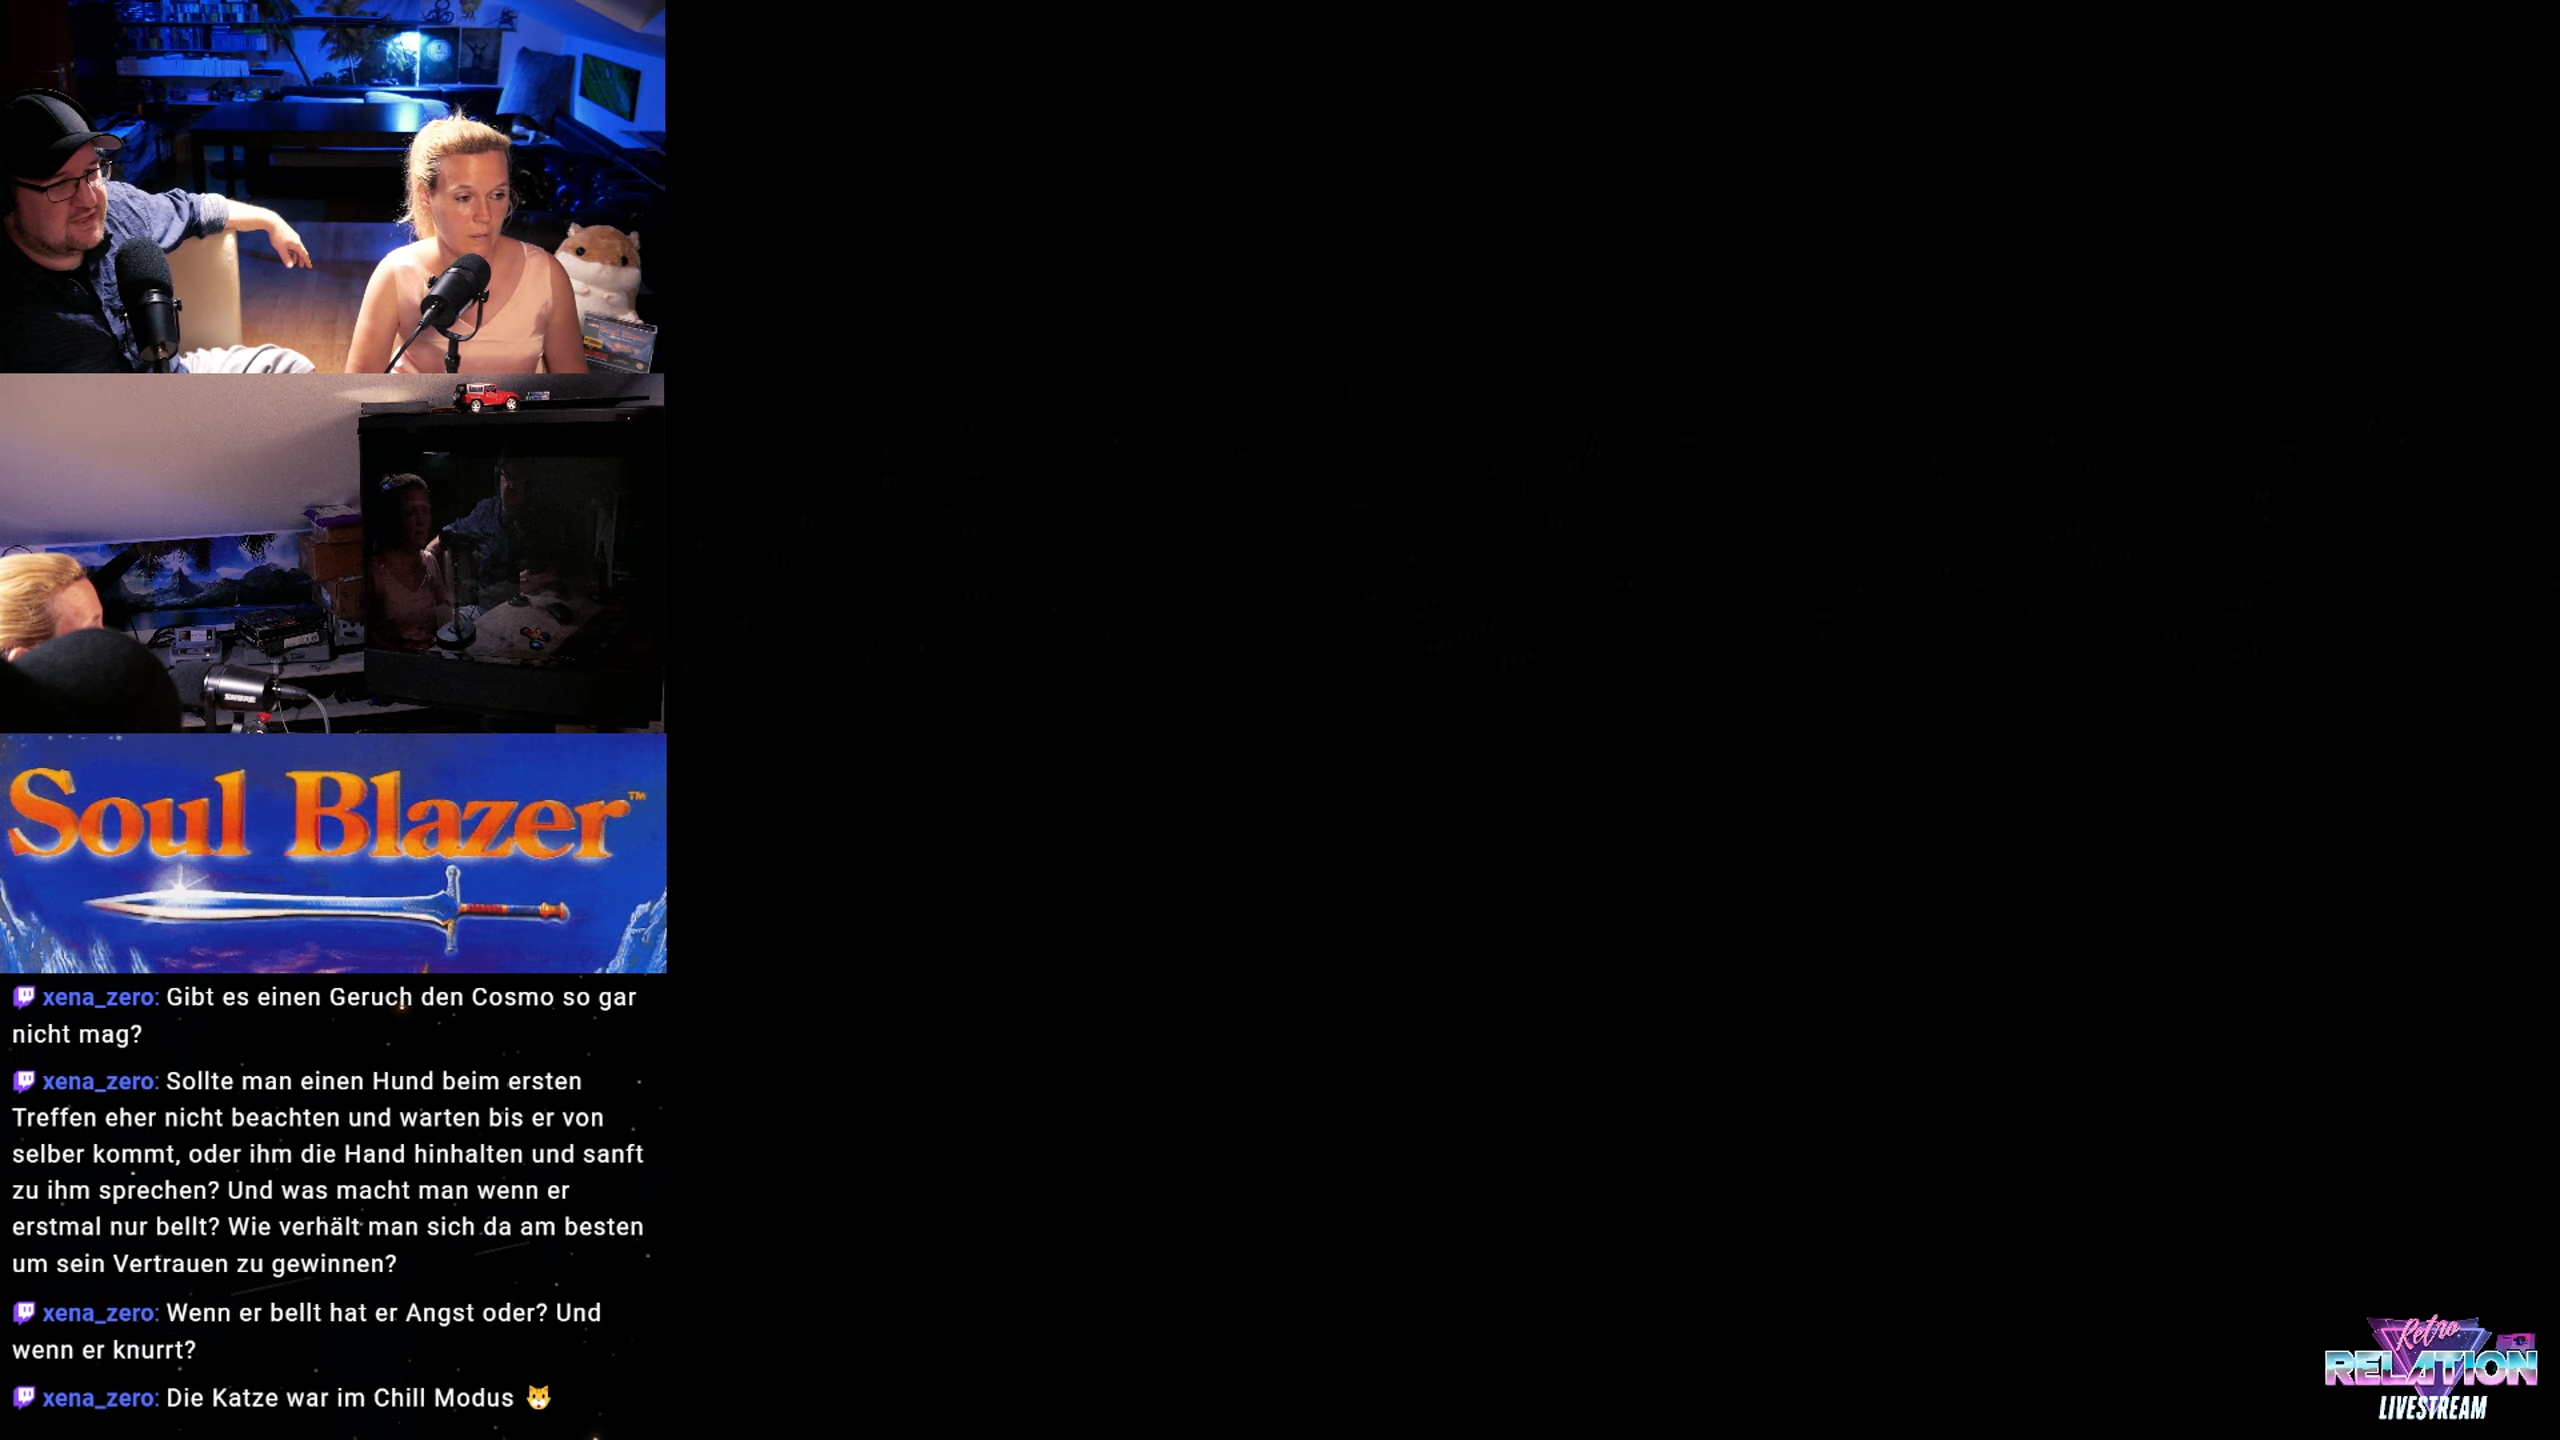 SHURE
Soul Blazer™
xena_zero: Gibt es einen Geruch den Cosmo so gar
nicht mag?
xena_zero: Sollte man einen Hund beim ersten
Treffen eher nicht beachten und warten bis er von
selber kommt, oder ihm die Hand hinhalten und sanft
zu ihm sprechen? Und was macht man wenn er
erstmal nur bellt? Wie verhält man sich da am besten
um sein Vertrauen zu gewinnen?
xena_zero: Wenn er bellt hat er Angst oder? Und
wenn er knurrt?
xena_zero: Die Katze war im Chill Modus 🐱
Retro
RELATION
LIVESTREAM